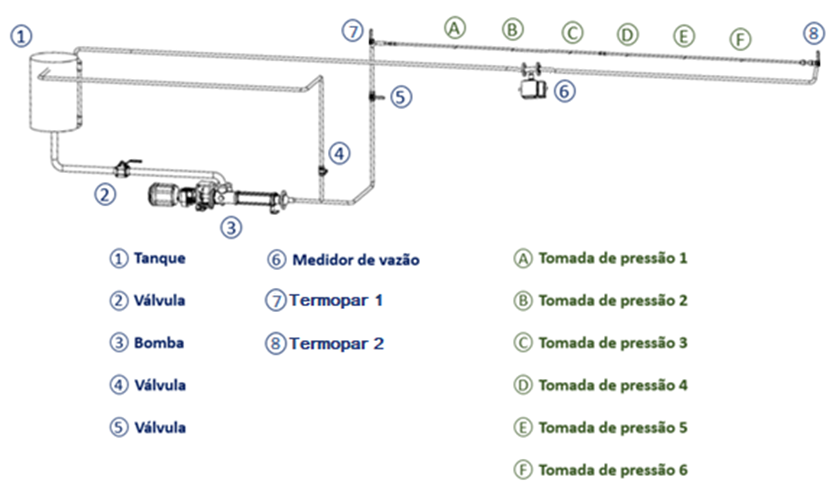 1
7
A
B
C
D
E
F
8
5
6
4
2
3
1 Tanque
2 Válvula
3 Bomba
4 Válvula
5 Válvula
6 Medidor de vazão
7 Termopar 1
8 Termopar 2
A Tomada de pressão 1
B Tomada de pressão 2
C Tomada de pressão 3
D Tomada de pressão 4
E Tomada de pressão 5
F Tomada de pressão 6